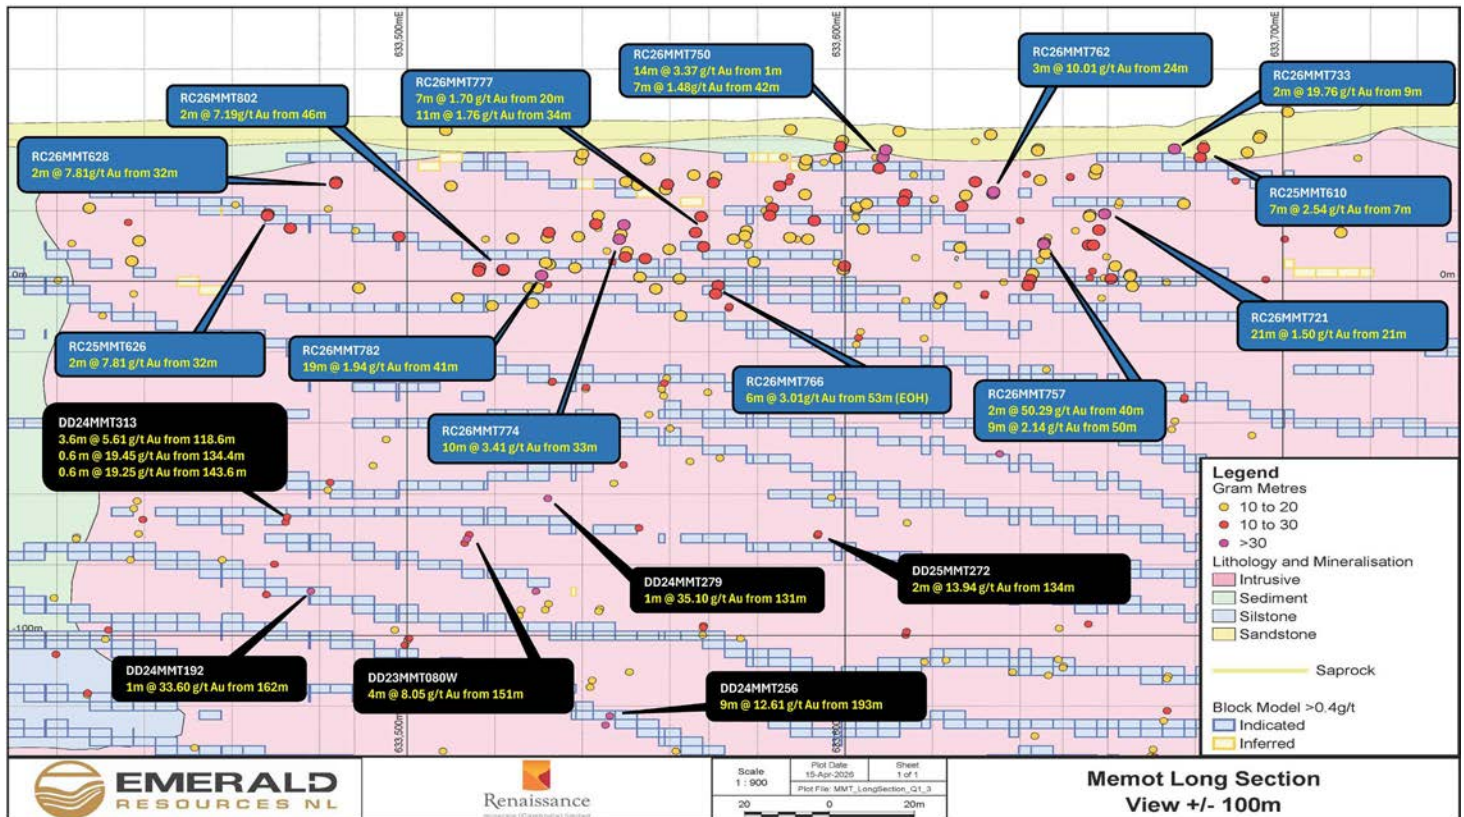 633,500mE
633,600mE
633,700mE
RC26MMT750
14m @ 3.37 g/t Au from 1m
7m @ 1.48g/t Au from 42m
RC26MMT762
3m @ 10.01 g/t Au from 24m
RC26MMT733
2m @ 19.76 g/t Au from 9m
RC26MMT777
7m @ 1.70 g/t Au from 20m
11m @ 1.76 g/t Au from 34m
RC26MMT802
2m @ 7.19g/t Au from 46m
RC26MMT628
2m @ 7.81g/t Au from 32m
RC25MMT610
7m @ 2.54 g/t Au from 7m
0m
0m
RC26MMT721
21m @ 1.50 g/t Au from 21m
RC25MMT626
2m @ 7.81 g/t Au from 32m
RC26MMT782
19m @ 1.94 g/t Au from 41m
RC26MMT766
6m @ 3.01g/t Au from 53m (EOH)
RC26MMT757
2m @ 50.29 g/t Au from 40m
9m @ 2.14 g/t Au from 50m
RC26MMT774
10m @ 3.41 g/t Au from 33m
DD24MMT313
3.6m @ 5.61 g/t Au from 118.6m
0.6 m @ 19.45 g/t Au from 134.4m
0.6 m @ 19.25 g/t Au from 143.6 m
DD24MMT279
1m @ 35.10 g/t Au from 131m
DD25MMT272
2m @ 13.94 g/t Au from 134m
-100m
DD24MMT192
1m @ 33.60 g/t Au from 162m
DD23MMT080W
4m @ 8.05 g/t Au from 151m
DD24MMT256
9m @ 12.61 g/t Au from 193m
633,500mE
633,600mE
Legend
Gram Metres
10 to 20
10 to 30
>30
Lithology and Mineralisation
Intrusive
Sediment
Silstone
Sandstone
Saprock
Block Model >0.4g/t
Indicated
Inferred
EMERALD
RESOURCES NL
Renaissance
Scale
1 : 900
Plot Date
15-Apr-2026
Sheet
1 of 1
Plot File: MMT_LongSection_Q1_3
20 0 20m
Memot Long Section
View +/- 100m